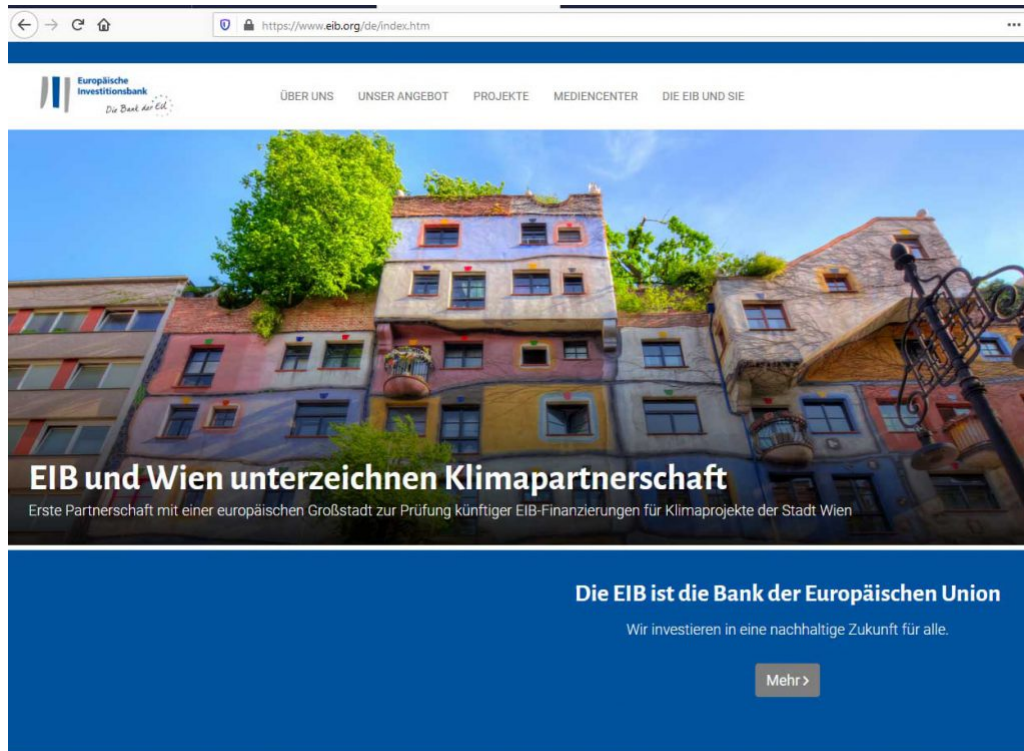 https://www.eib.org/de/index.htm
Europäische
Investitionsbank
Die Bank der EU
ÜBER UNS UNSER ANGEBOT PROJEKTE MEDIENCENTER DIE EIB UND SIE
EIB und Wien unterzeichnen Klimapartnerschaft
Erste Partnerschaft mit einer europäischen Großstadt zur Prüfung künftiger EIB-Finanzierungen für Klimaprojekte der Stadt Wien
Die EIB ist die Bank der Europäischen Union
Wir investieren in eine nachhaltige Zukunft für alle.
Mehr